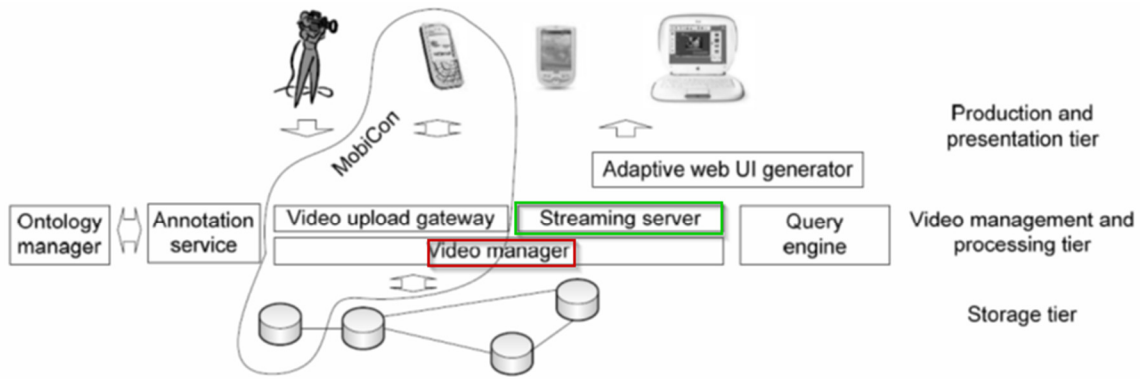 MobiCon
Production and
presentation tier
Adaptive web UI generator
Ontology
manager
Annotation
service
Video upload gateway
Streaming server
Video manager
Query
engine
Video management and
processing tier
Storage tier